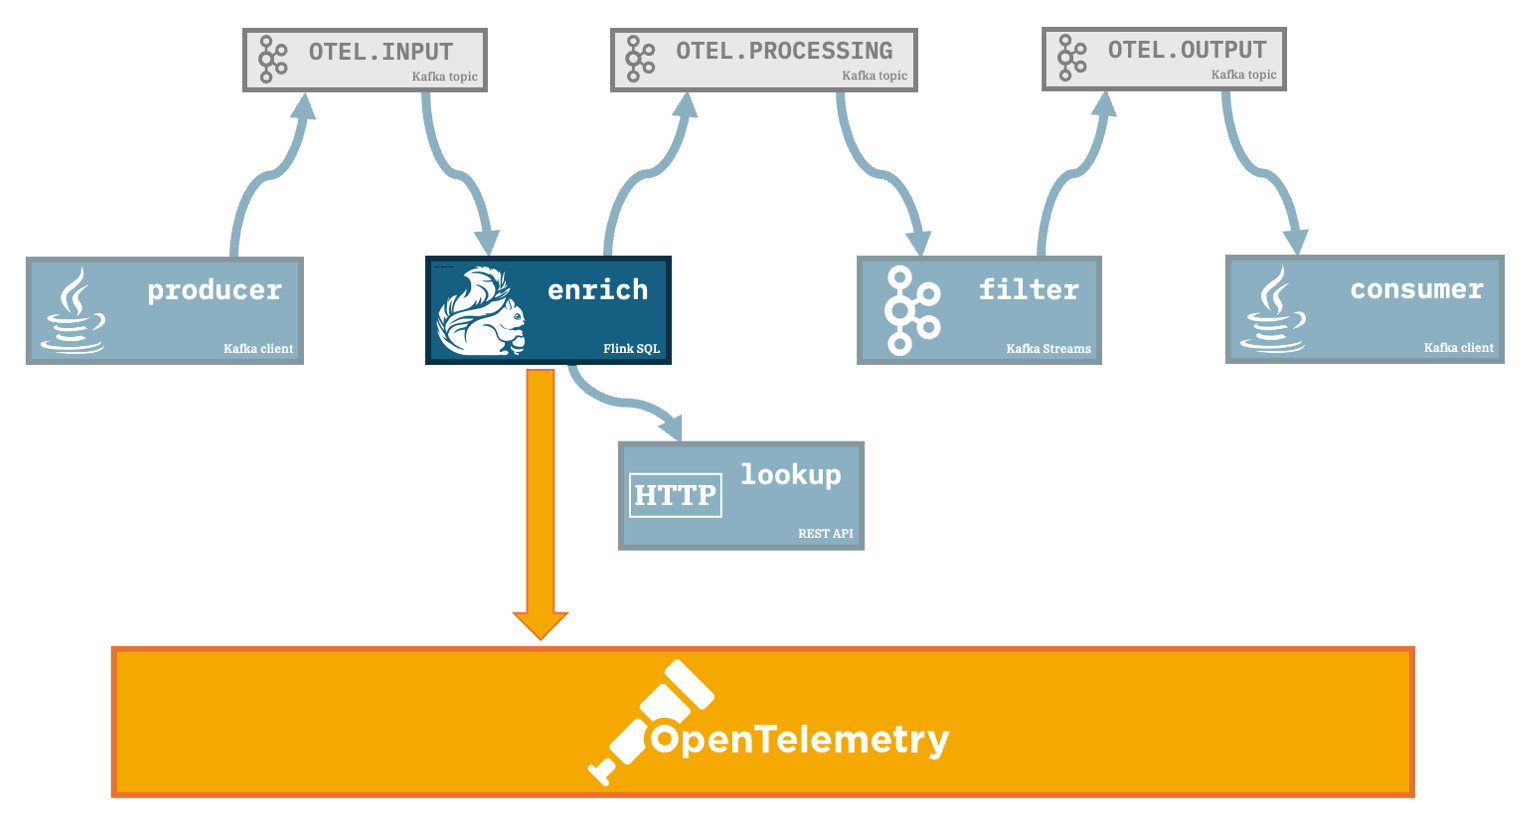 OTEL.INPUT
Kafka topic
OTEL.PROCESSING
Kafka topic
OTEL.OUTPUT
Kafka topic
producer
Kafka client
enrich
Flink SQL
filter
Kafka Streams
consumer
Kafka client
HTTP
lookup
REST API
OpenTelemetry